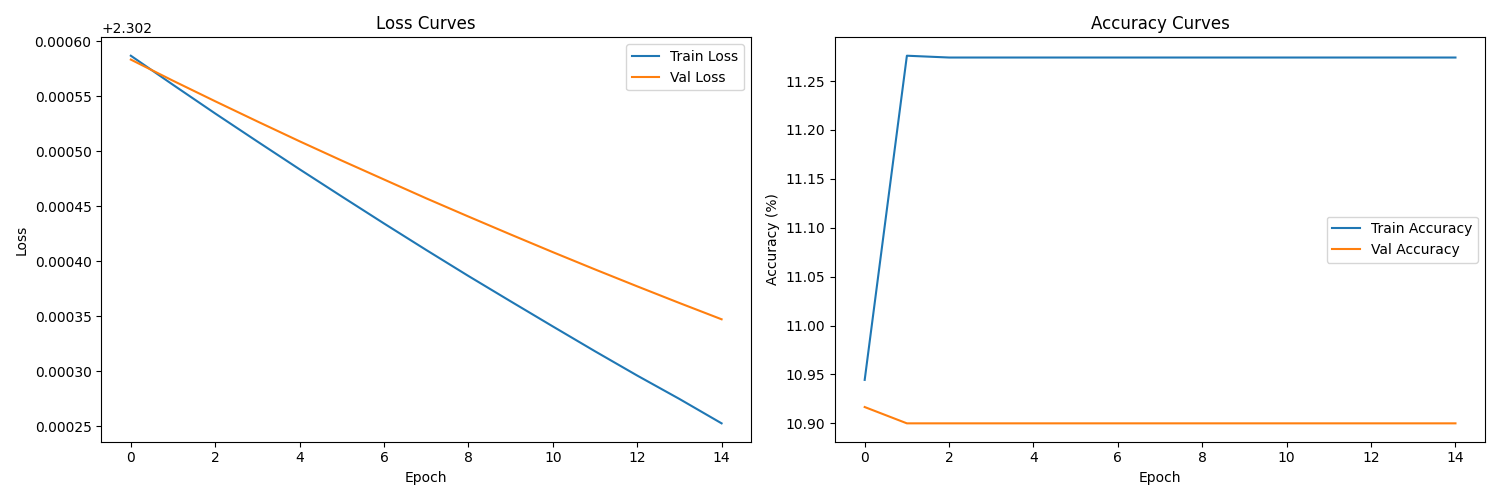 Loss Curves
+2.302
0.00060
0.00055
0.00050
0.00045
0.00040
0.00035
0.00030
0.00025
Loss
0 2 4 6 8 10 12 14
Epoch
Train Loss
Val Loss
Accuracy Curves
11.25
11.20
11.15
11.10
11.05
11.00
10.95
10.90
Accuracy (%)
0 2 4 6 8 10 12 14
Epoch
Train Accuracy
Val Accuracy